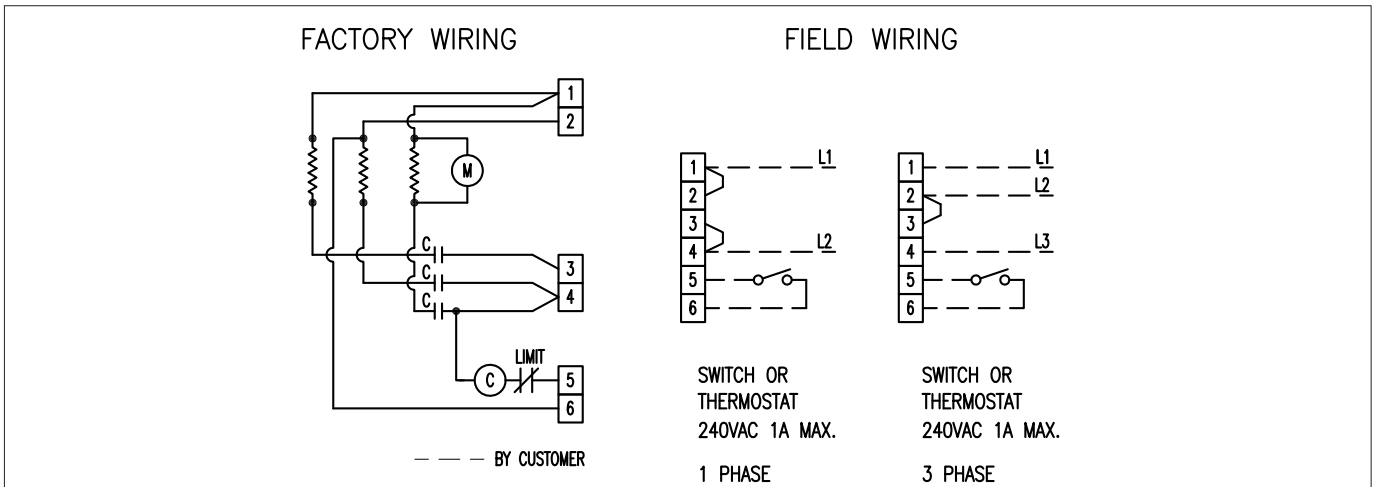 FACTORY WIRING
FIELD WIRING
1
2
M
C
3
C
4
C
LIMIT
C
5
6
— — — BY CUSTOMER
1
L1
2
3
4
L2
5
6
SWITCH OR
THERMOSTAT
240VAC 1A MAX.
1 PHASE
1
L1
2
L2
3
4
L3
5
6
SWITCH OR
THERMOSTAT
240VAC 1A MAX.
3 PHASE